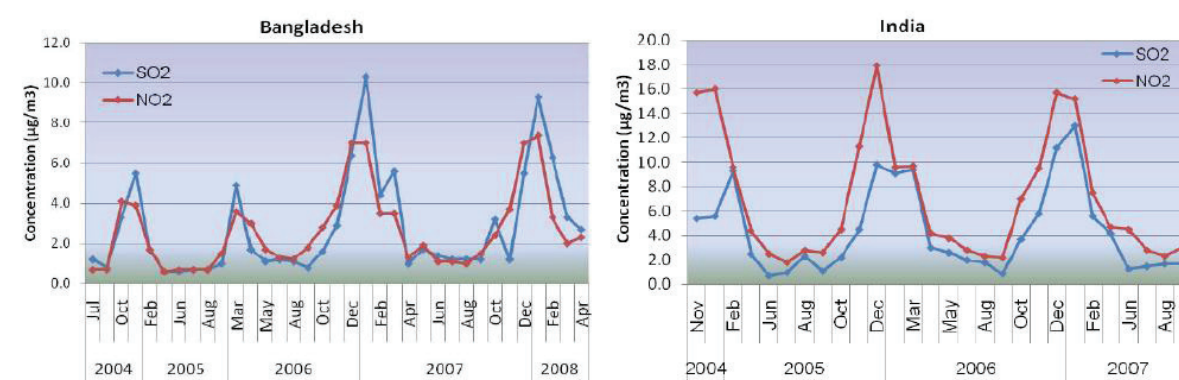 Bangladesh
12.0
10.0
8.0
6.0
4.0
2.0
0.0
Concentration (µg/m3)
SO2
NO2
Jul
Oct
Feb
Jun
Aug
Mar
May
Aug
Oct
Dec
Feb
Apr
Jun
Aug
Oct
Dec
Feb
Apr
2004
2005
2006
2007
2008
India
20.0
18.0
16.0
14.0
12.0
10.0
8.0
6.0
4.0
2.0
0.0
Concentration (µg/m3)
SO2
NO2
Nov
Feb
Jun
Aug
Oct
Dec
Mar
May
Aug
Oct
Dec
Feb
Jun
Aug
2004
2005
2006
2007